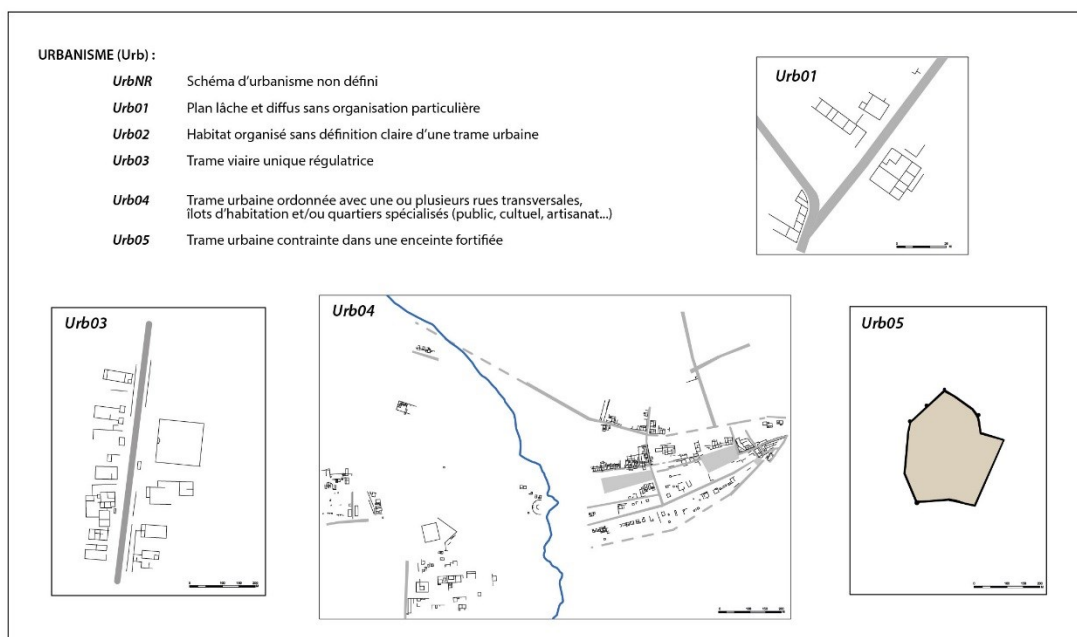 URBANISME (Urb) :
UrbNR Schéma d'urbanisme non défini
Urb01 Plan lâche et diffus sans organisation particulière
Urb02 Habitat organisé sans définition claire d'une trame urbaine
Urb03 Trame viaire unique régulatrice
Urb04 Trame urbaine ordonnée avec une ou plusieurs rues transversales,
îlots d'habitation et/ou quartiers spécialisés (public, cultuel, artisanat...)
Urb05 Trame urbaine contrainte dans une enceinte fortifiée
Urb01
Urb03
Urb04
Urb05